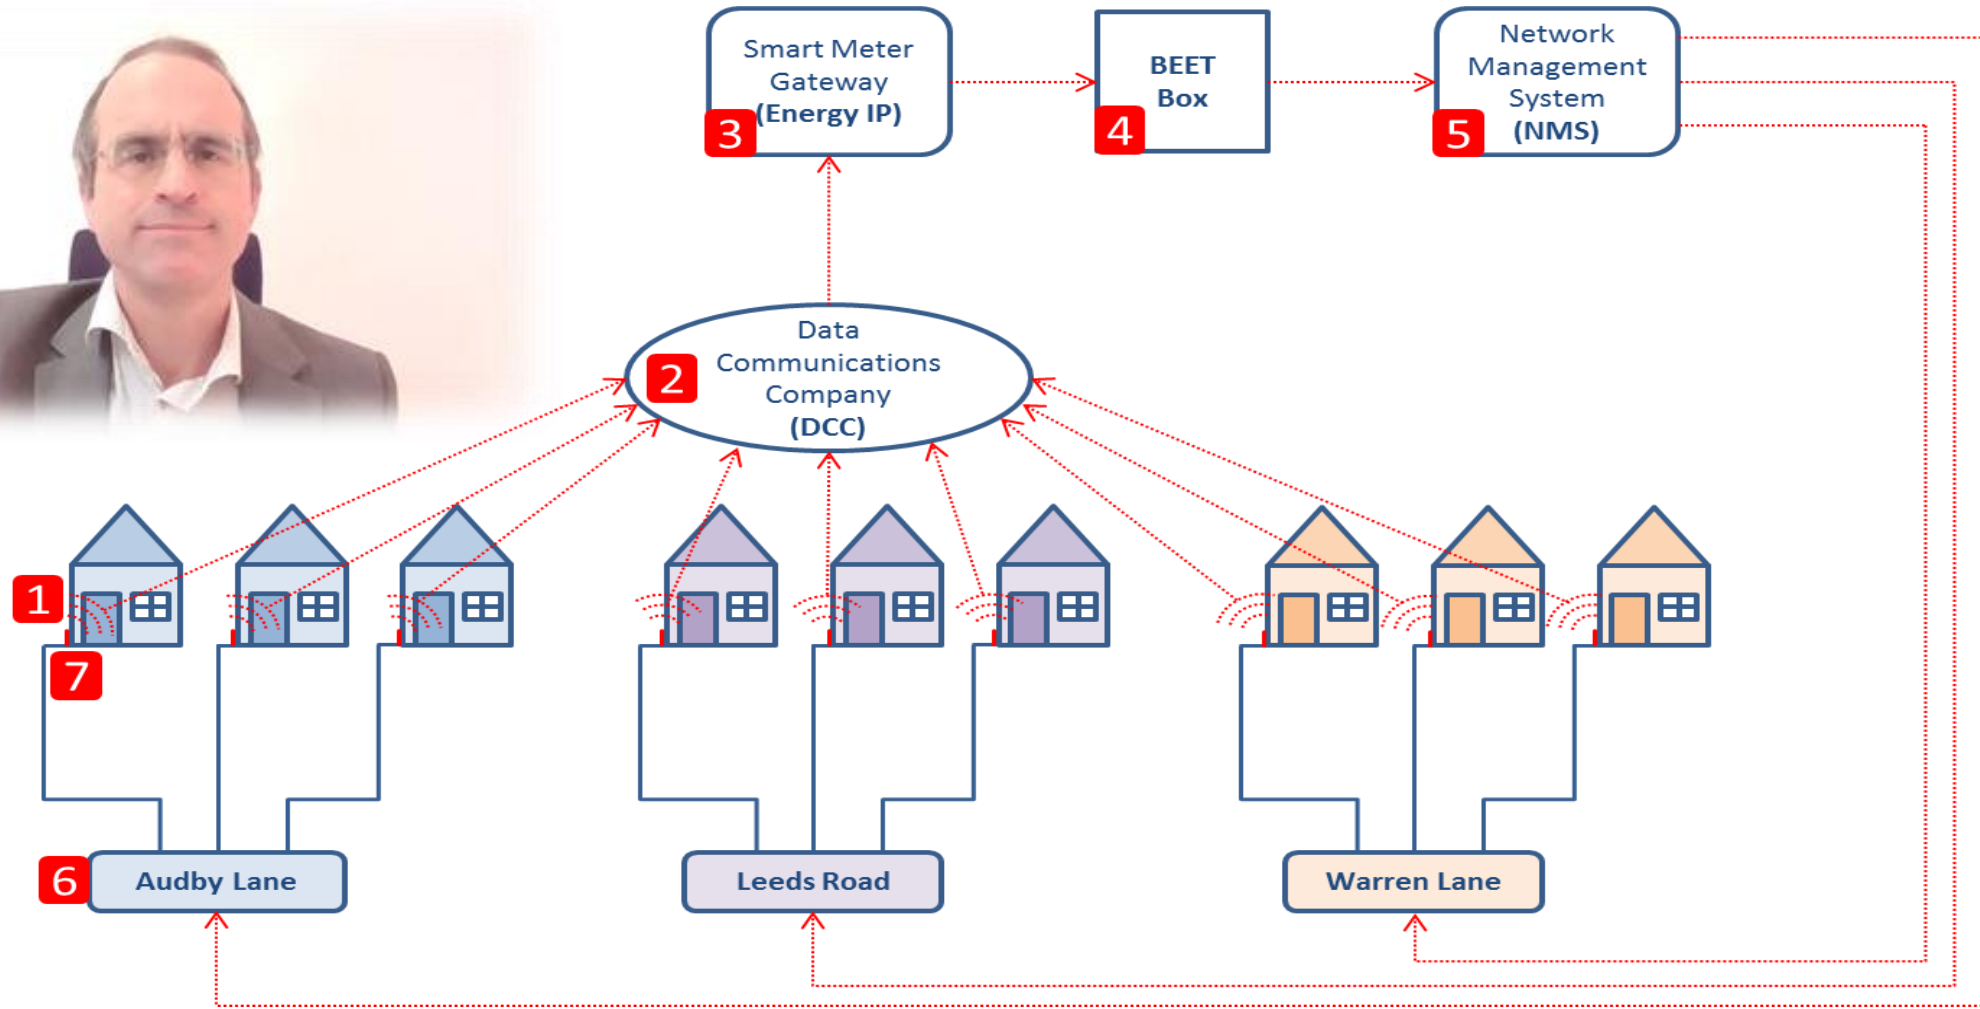 Smart Meter
Gateway
(Energy IP)
3
BEET
Box
4
Network
Management
System
(NMS)
5
Data
Communications
Company
(DCC)
2
1
7
6
Audby Lane
Leeds Road
Warren Lane